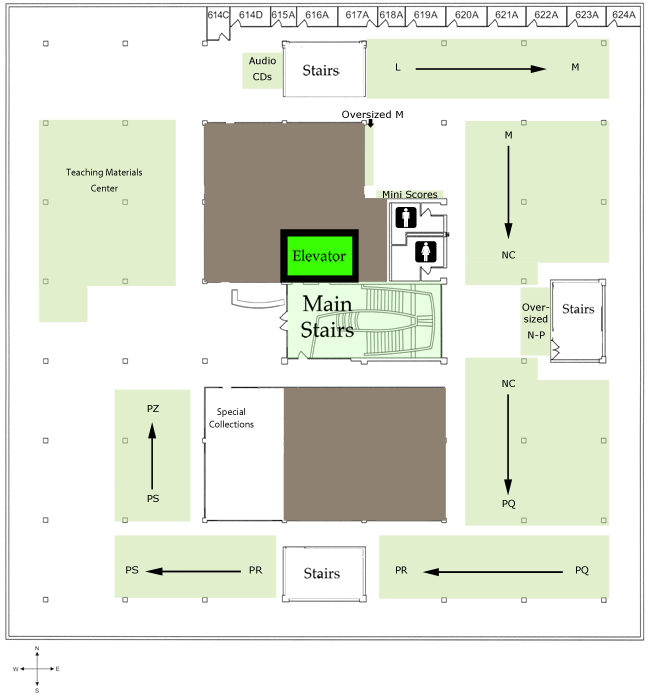 614C 614D 615A 616A 617A 618A 619A 620A 621A 622A 623A 624A
Audio
CDs
Stairs
L M
Oversized M
M
Teaching Materials
Center
Mini Scores
NC
Elevator
Main
Stairs
Over-
sized
N-P
Stairs
NC
PZ
Special
Collections
PS
PQ
PS PR
Stairs
PR PQ
N
W E
S